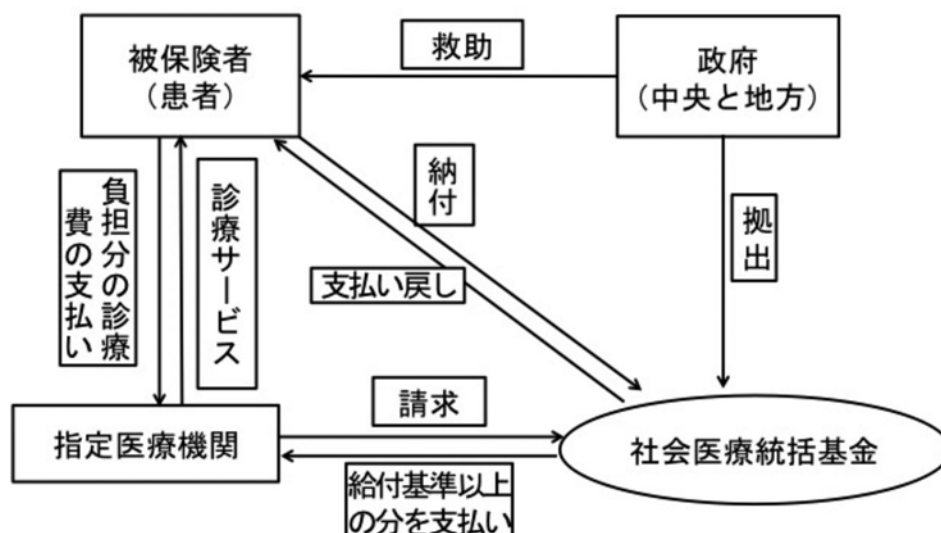 被保険者
（患者）
救助
政府
（中央と地方）
納付
拠出
負担分の診療
費の支払い
診療サービス
支払い戻し
指定医療機関
請求
社会医療統括基金
給付基準以上
の分を支払い